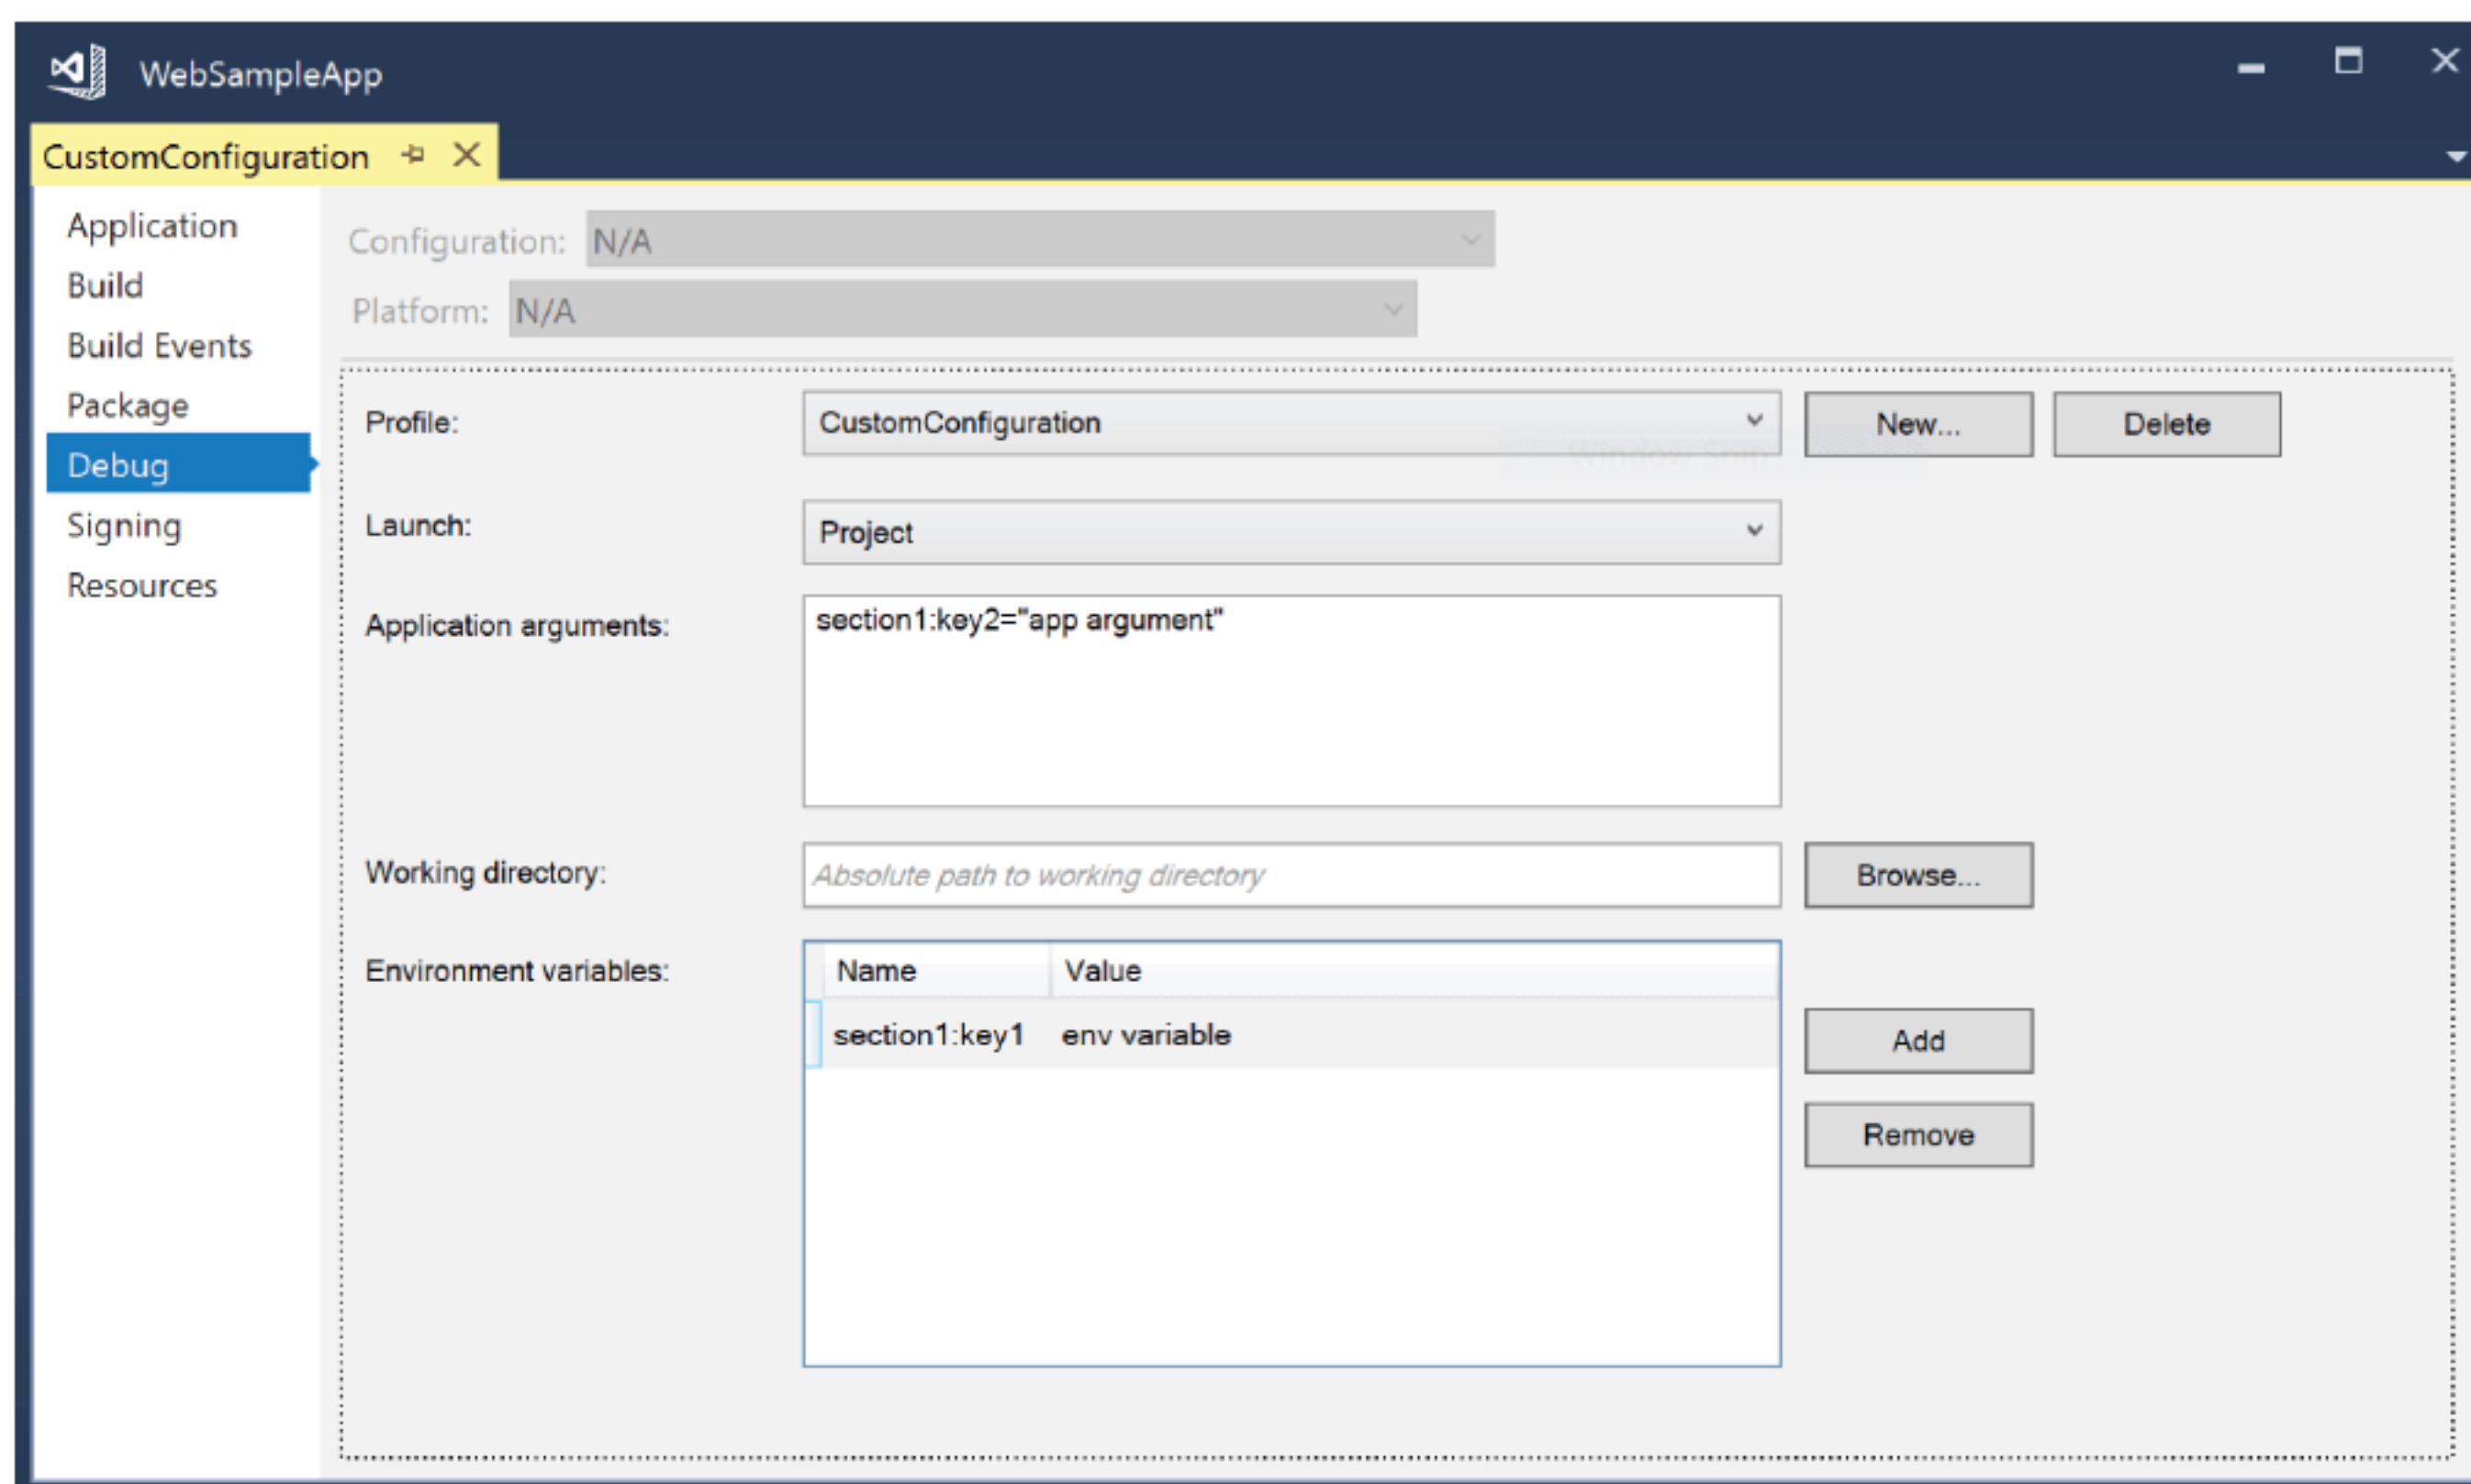 WebSampleApp
CustomConfiguration
Application
Build
Build Events
Package
Debug
Signing
Resources
Configuration: N/A
Platform: N/A
Profile: CustomConfiguration New... Delete
Window Snip
Launch: Project
Application arguments: section1:key2="app argument"
Working directory: Absolute path to working directory Browse...
Environment variables: Name Value
section1:key1 env variable Add
Remove